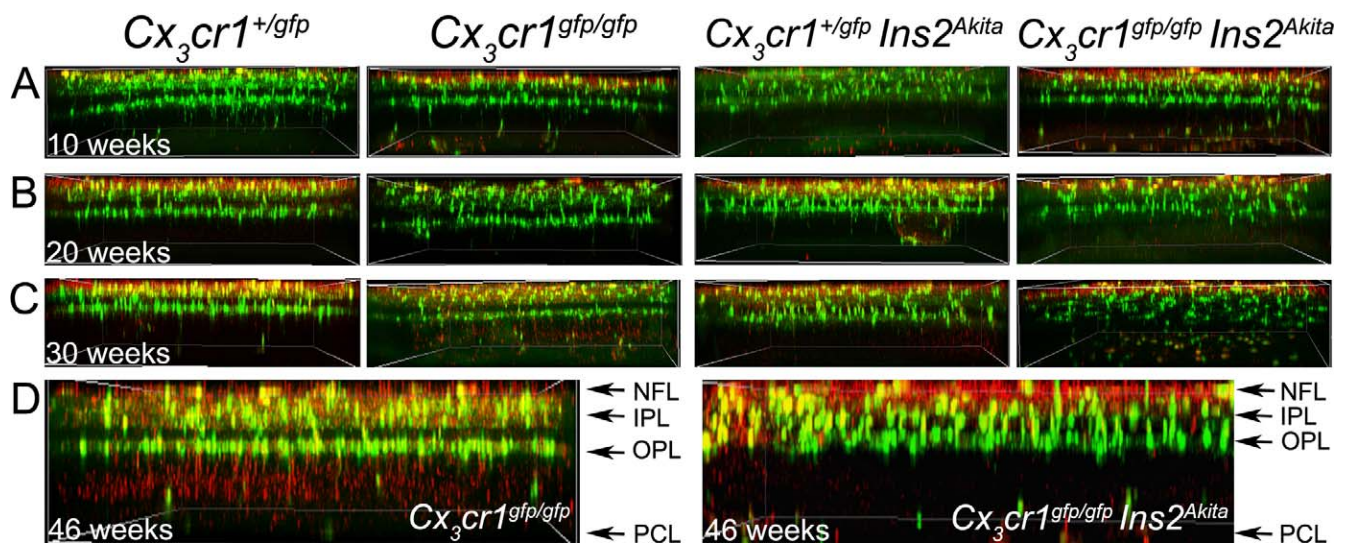 Cx3cr1+/gfp Cx3cr1gfp/gfp Cx3cr1+/gfp Ins2Akita Cx3cr1gfp/gfp Ins2Akita
A
10 weeks
B
20 weeks
C
30 weeks
D
NFL
IPL
OPL
PCL
46 weeks
Cx3cr1gfp/gfp
NFL
IPL
OPL
PCL
46 weeks
Cx3cr1gfp/gfp Ins2Akita